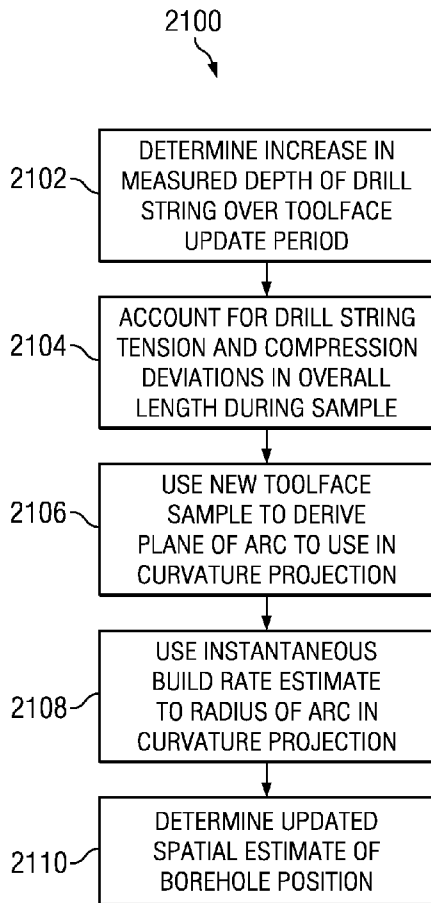 2100
2102
DETERMINE INCREASE IN
MEASURED DEPTH OF DRILL
STRING OVER TOOLFACE
UPDATE PERIOD
2104
ACCOUNT FOR DRILL STRING
TENSION AND COMPRESSION
DEVIATIONS IN OVERALL
LENGTH DURING SAMPLE
2106
USE NEW TOOLFACE
SAMPLE TO DERIVE
PLANE OF ARC TO USE IN
CURVATURE PROJECTION
2108
USE INSTANTANEOUS
BUILD RATE ESTIMATE
TO RADIUS OF ARC IN
CURVATURE PROJECTION
2110
DETERMINE UPDATED
SPATIAL ESTIMATE OF
BOREHOLE POSITION